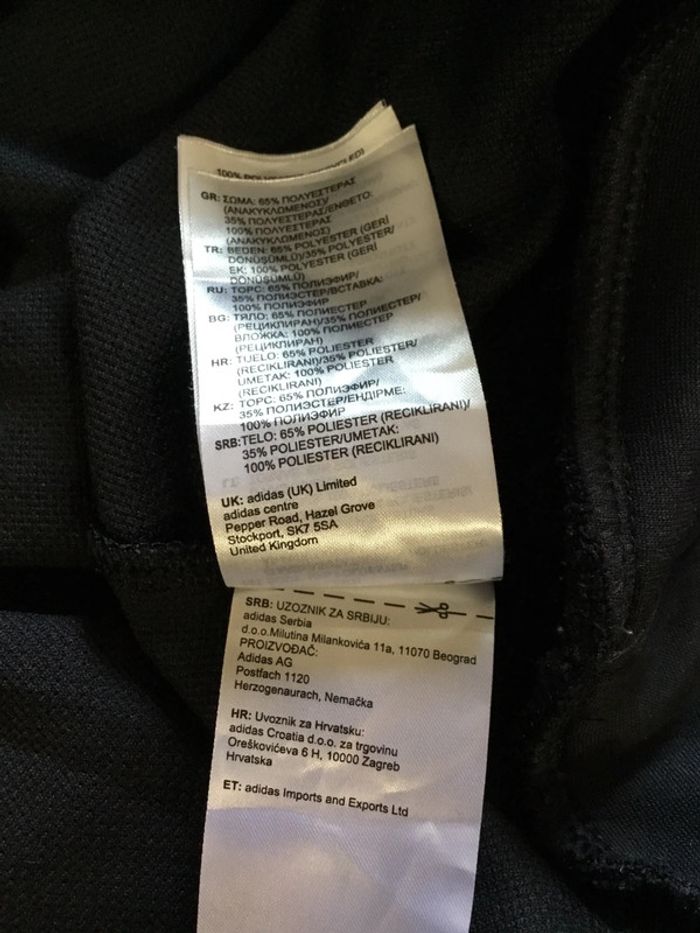 100%
GR: ΣΩΜΑ: 65% ΠΟΛΥΕΣΤΕΡΑΣ
(ΑΝΑΚΥΚΛΩΜΕΝΟΣ)/
35% ΠΟΛΥΕΣΤΕΡΑΣ/ΕΝΘΕΤΟ:
100% ΠΟΛΥΕΣΤΕΡΑΣ
(ΑΝΑΚΥΚΛΩΜΕΝΟΣ)
TR: BEDEN: 65% POLYESTER (GERİ
DÖNÜŞÜMLÜ)/35% POLYESTER/
EK: 100% POLYESTER (GERİ
DÖNÜŞÜMLÜ)
RU: ТОРС: 65% ПОЛИЭФИР/
35% ПОЛИЭСТЕР/ВСТАВКА:
100% ПОЛИЭФИР
BG: ТЯЛО: 65% ПОЛИЕСТЕР
(РЕЦИКЛИРАН)/35% ПОЛИЕСТЕР/
ВЛОЖКА: 100% ПОЛИЕСТЕР
(РЕЦИКЛИРАН)
HR: TIJELO: 65% POLIESTER
(RECIKLIRANI)/35% POLIESTER/
UMETAK: 100% POLIESTER
(RECIKLIRANI)
KZ: ТОРС: 65% ПОЛИЭФИР/
35% ПОЛИЭСТЕР/ЕНДІРМЕ:
100% ПОЛИЭФИР
SRB:TELO: 65% POLIESTER (RECIKLIRANI)/
35% POLIESTER/UMETAK:
100% POLIESTER (RECIKLIRANI)
UK: adidas (UK) Limited
adidas centre
Pepper Road, Hazel Grove
Stockport, SK7 5SA
United Kingdom
SRB: UZOZNIK ZA SRBIJU:
adidas Serbia
d.o.o.Milutina Milankovića 11a, 11070 Beograd
PROIZVOĐAČ:
Adidas AG
Postfach 1120
Herzogenaurach, Nemačka
HR: Uvoznik za Hrvatsku:
adidas Croatia d.o.o. za trgovinu
Oreškovićeva 6 H, 10000 Zagreb
Hrvatska
ET: adidas Imports and Exports Ltd